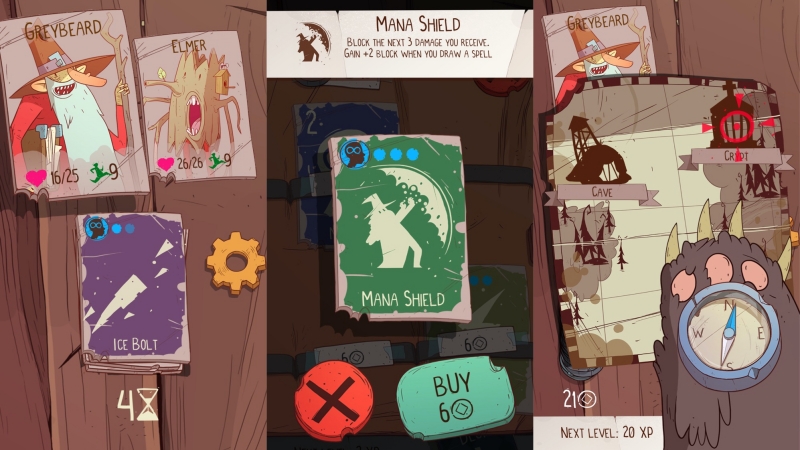 GREYBEARD
ELMER
16/25
9
26/26
9
ICE BOLT
4
MANA SHIELD
BLOCK THE NEXT 3 DAMAGE YOU RECEIVE.
GAIN +2 BLOCK WHEN YOU DRAW A SPELL
2
MANA SHIELD
6
6
BUY
6
GREYBEARD
CRYPT
CAVE
N
W E
S
21
NEXT LEVEL: 20 XP